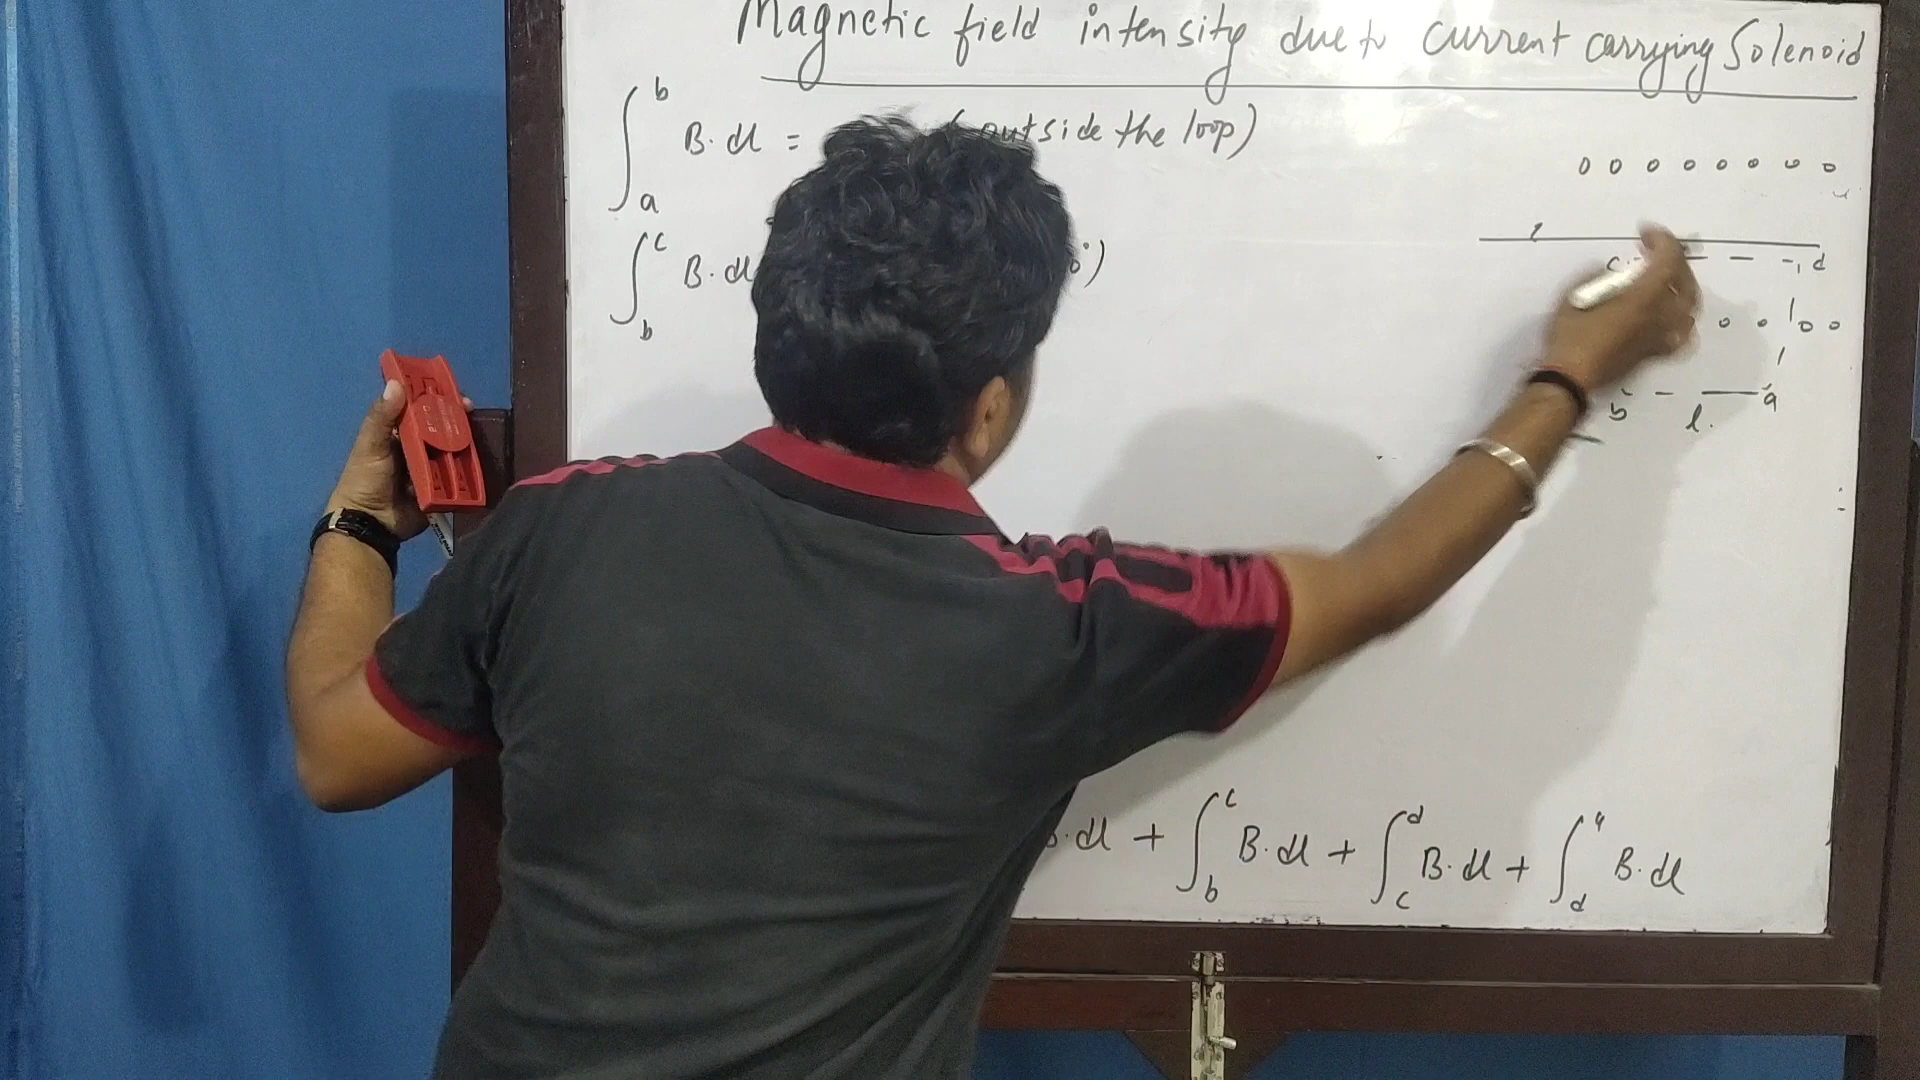 Magnetic field intensity due to current carrying Solenoid
∫ₐᵇ B·dl = (outside the loop)
∫_b^c B·dl
c d
b l. a
B·dl + ∫_b^c B·dl + ∫_c^d B·dl + ∫_d^a B·dl